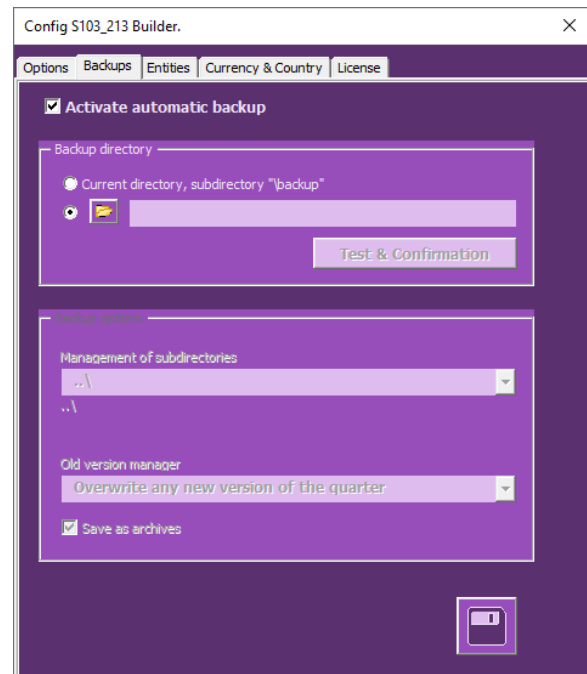 Config S103_213 Builder.
Options Backups Entities Currency & Country License
Activate automatic backup
Backup directory
Current directory, subdirectory "\backup"
Test & Confirmation
Backup options
Management of subdirectories
..\
..\
Old version manager
Overwrite any new version of the quarter
Save as archives